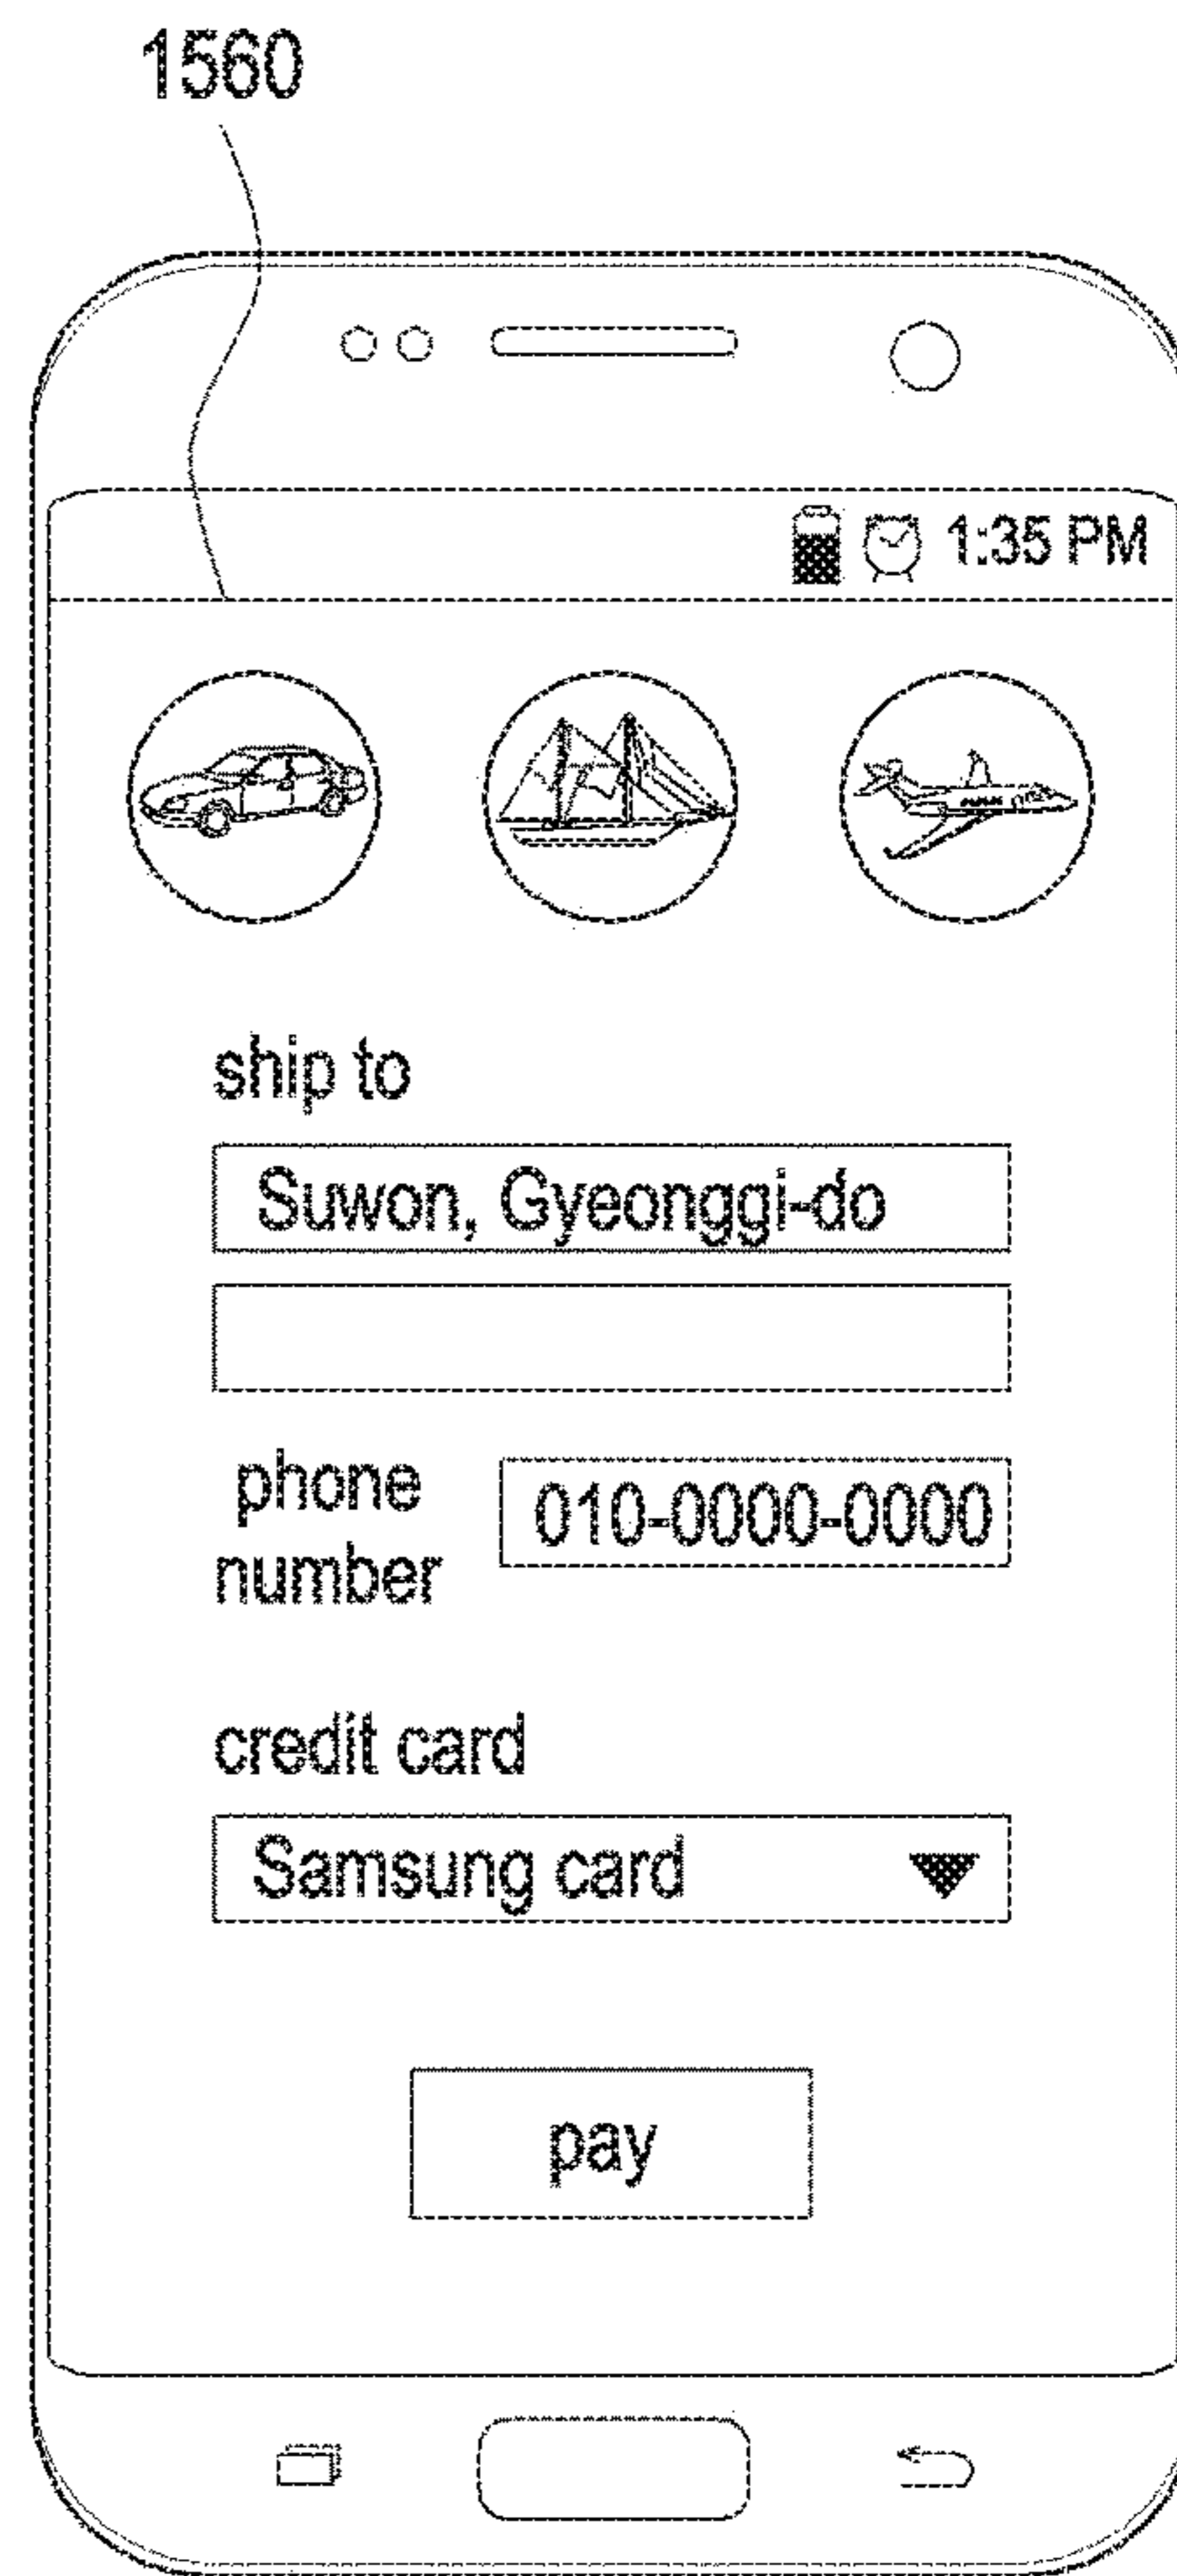 1560
1:35 PM
ship to
Suwon, Gyeonggi-do
phone
number
010-0000-0000
credit card
Samsung card
pay